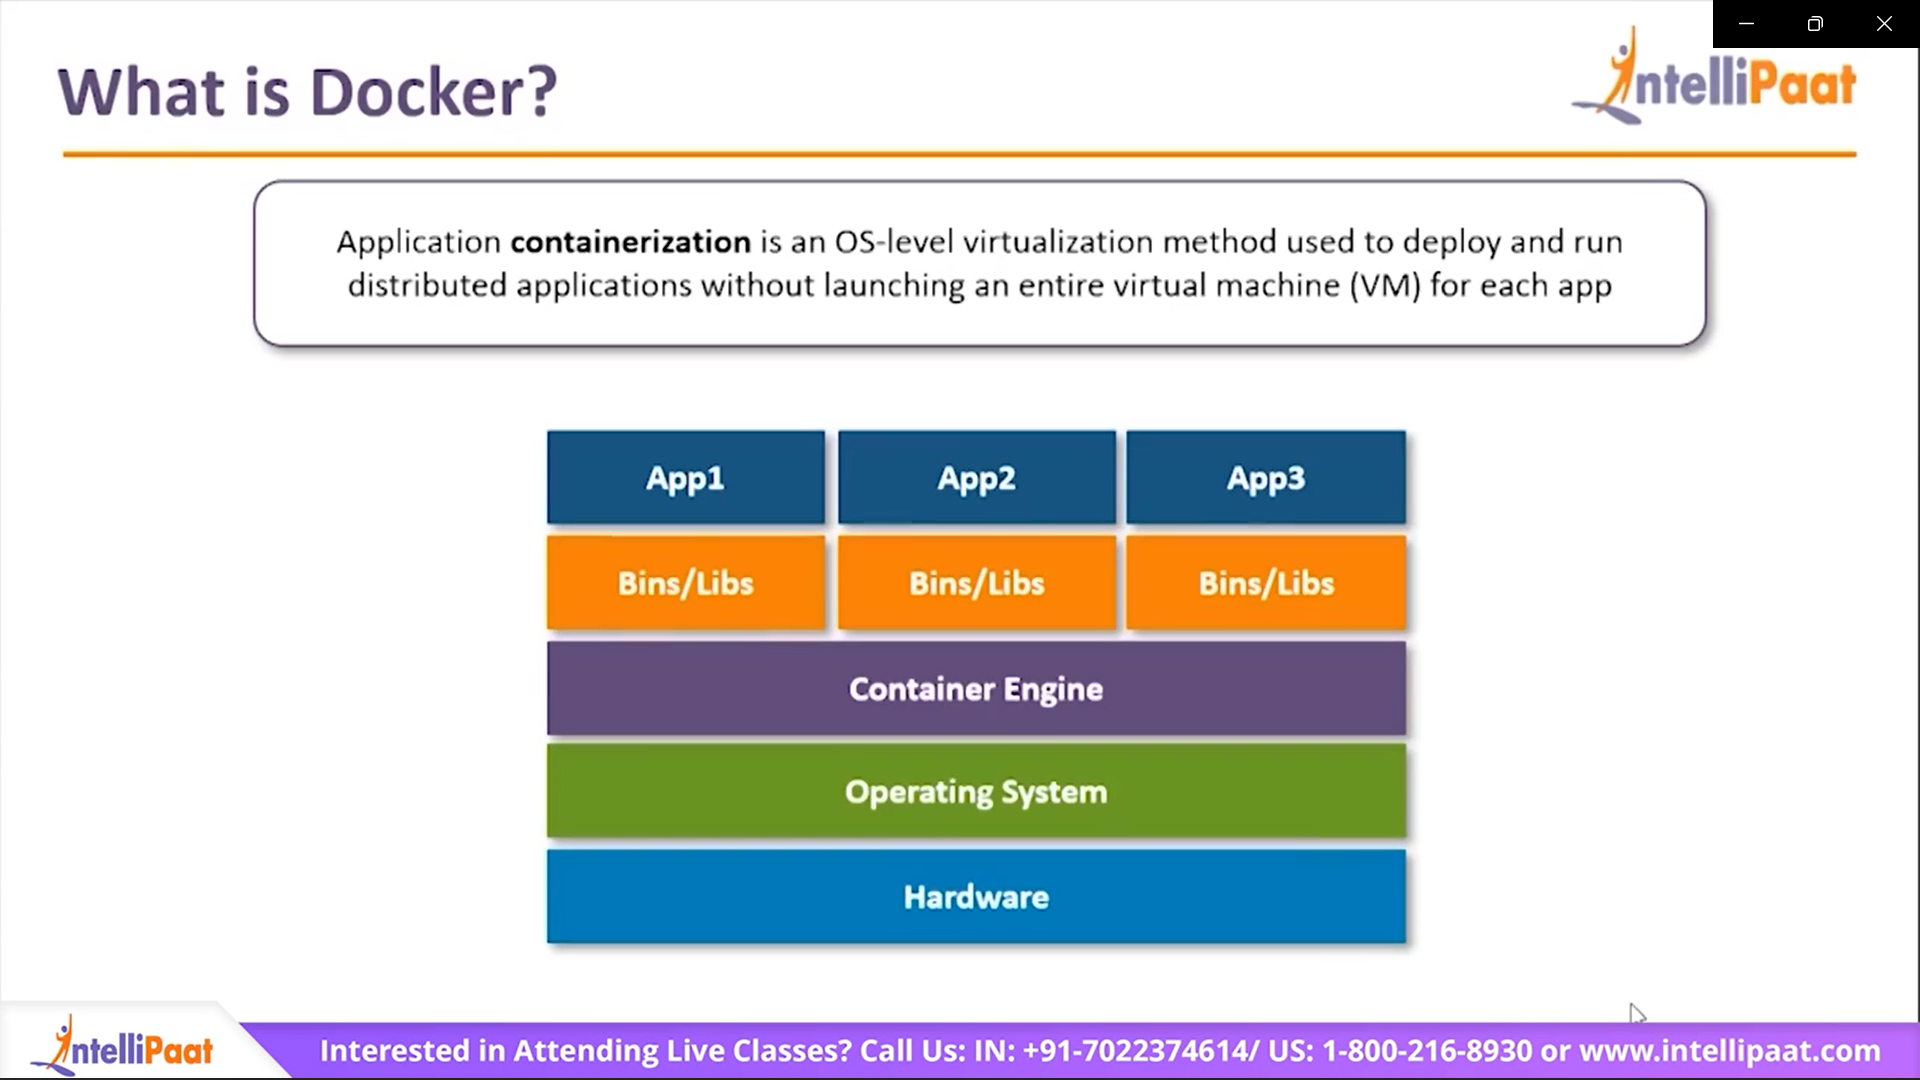 What is Docker?
IntelliPaat
Application containerization is an OS-level virtualization method used to deploy and run
distributed applications without launching an entire virtual machine (VM) for each app
App1
App2
App3
Bins/Libs
Bins/Libs
Bins/Libs
Container Engine
Operating System
Hardware
IntelliPaat
Interested in Attending Live Classes? Call Us: IN: +91-7022374614/ US: 1-800-216-8930 or www.intellipaat.com